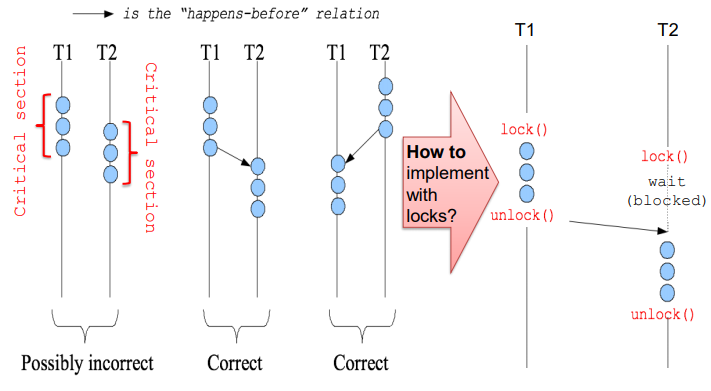 is the "happens-before" relation
T1 T2
Critical section
Critical section
Possibly incorrect
T1 T2
Correct
T1 T2
Correct
How to
implement
with
locks?
T1
T2
lock()
unlock()
lock()
wait
(blocked)
unlock()